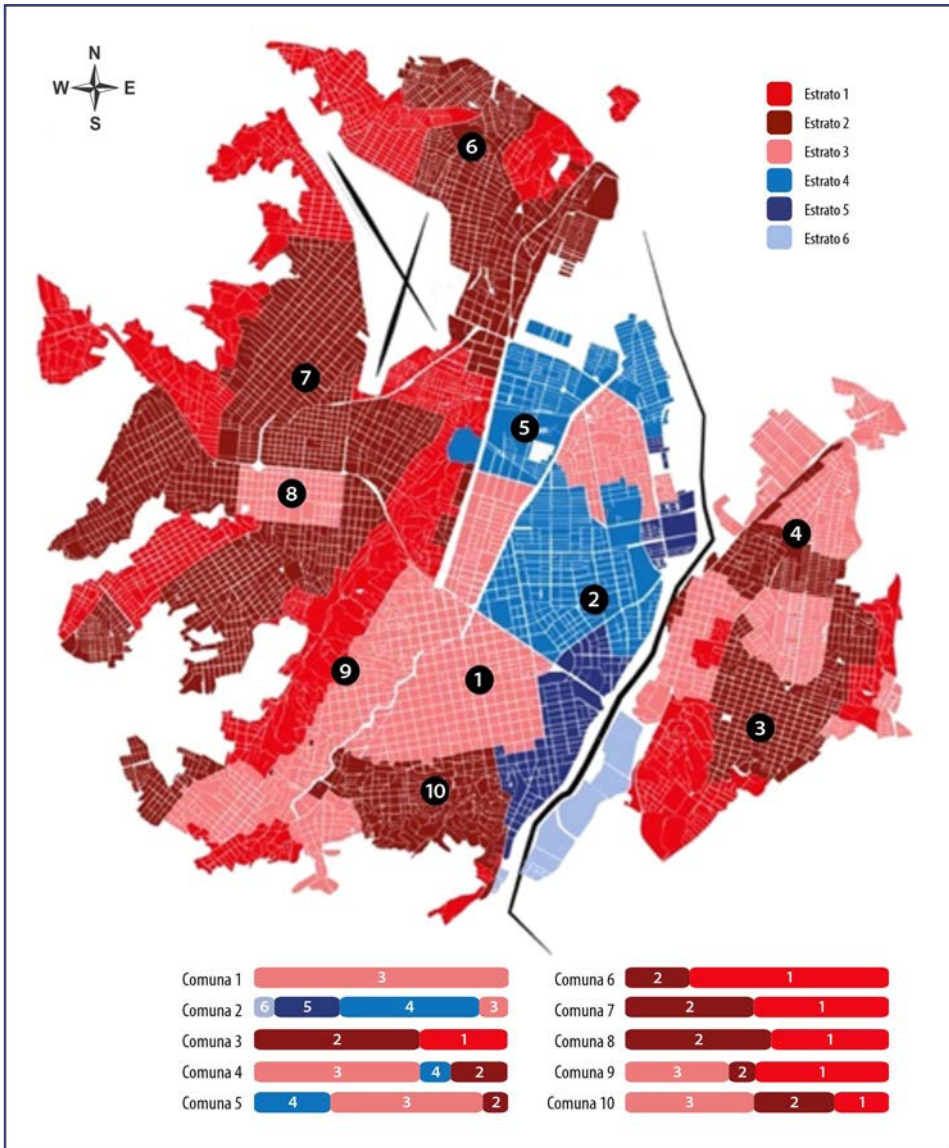 N
W E
S
Estrato 1
Estrato 2
Estrato 3
Estrato 4
Estrato 5
Estrato 6
6
7
5
8
4
2
9
1
3
10
Comuna 1 3
Comuna 2 6 5 4 3
Comuna 3 2 1
Comuna 4 3 4 2
Comuna 5 4 3 2
Comuna 6 2 1
Comuna 7 2 1
Comuna 8 2 1
Comuna 9 3 2 1
Comuna 10 3 2 1